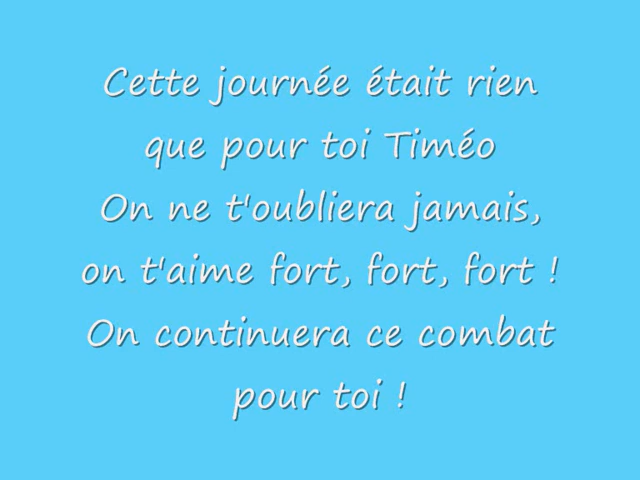 Cette journée était rien
que pour toi Timéo
On ne t'oubliera jamais,
on t'aime fort, fort, fort !
On continuera ce combat
pour toi !